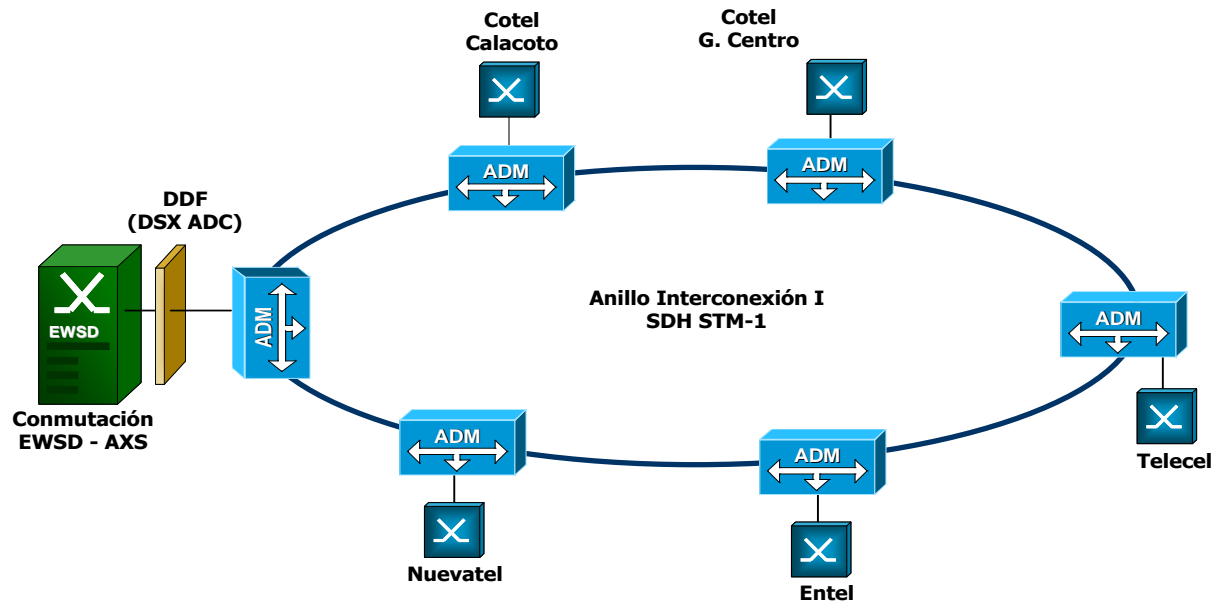 Cotel
Calacoto
Cotel
G. Centro
ADM
ADM
DDF
(DSX ADC)
EWSD
ADM
Anillo Interconexión I
SDH STM-1
ADM
Conmutación
EWSD - AXS
ADM
ADM
Telecel
Nuevatel
Entel